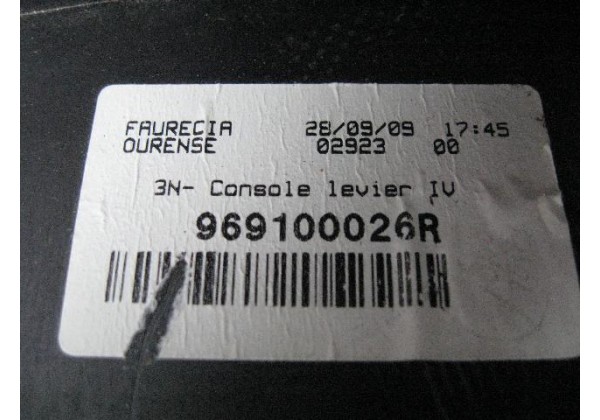 FAURECIA 28/09/09 17:45
OURENSE 02923 00
3N- Console levier IV
969100026R